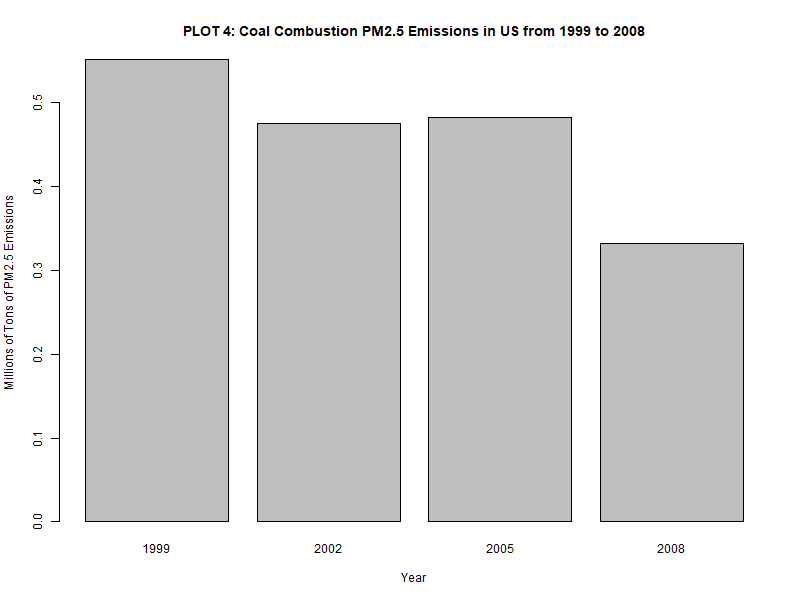 PLOT 4: Coal Combustion PM2.5 Emissions in US from 1999 to 2008
Millions of Tons of PM2.5 Emissions
0.5
0.4
0.3
0.2
0.1
0.0
1999 2002 2005 2008
Year